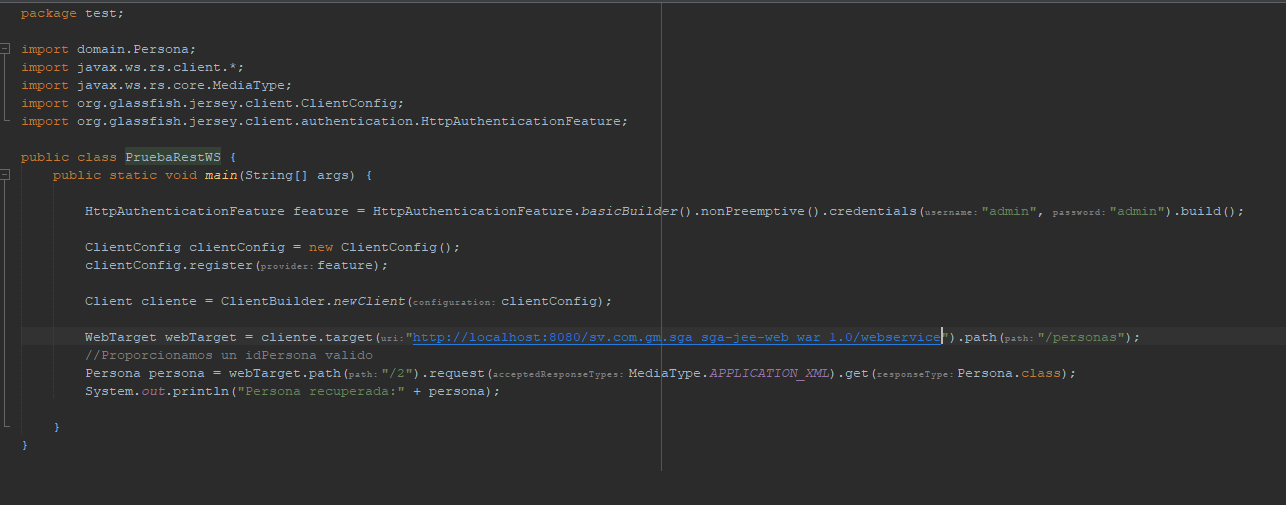 package test;
import domain.Persona;
import javax.ws.rs.client.*;
import javax.ws.rs.core.MediaType;
import org.glassfish.jersey.client.ClientConfig;
import org.glassfish.jersey.client.authentication.HttpAuthenticationFeature;
public class PruebaRestWS {
public static void main(String[] args) {
HttpAuthenticationFeature feature = HttpAuthenticationFeature.basicBuilder().nonPreemptive().credentials(username: "admin", password: "admin").build();
ClientConfig clientConfig = new ClientConfig();
clientConfig.register(provider: feature);
Client cliente = ClientBuilder.newClient(configuration: clientConfig);
WebTarget webTarget = cliente.target(uri: "http://localhost:8080/sv.com.gm.sga_sga-jee-web_war_1.0/webservice").path(path: "/personas");
//Proporcionamos un idPersona valido
Persona persona = webTarget.path(path: "/2").request(acceptedResponseTypes: MediaType.APPLICATION_XML).get(responseType: Persona.class);
System.out.println("Persona recuperada:" + persona);
}
}